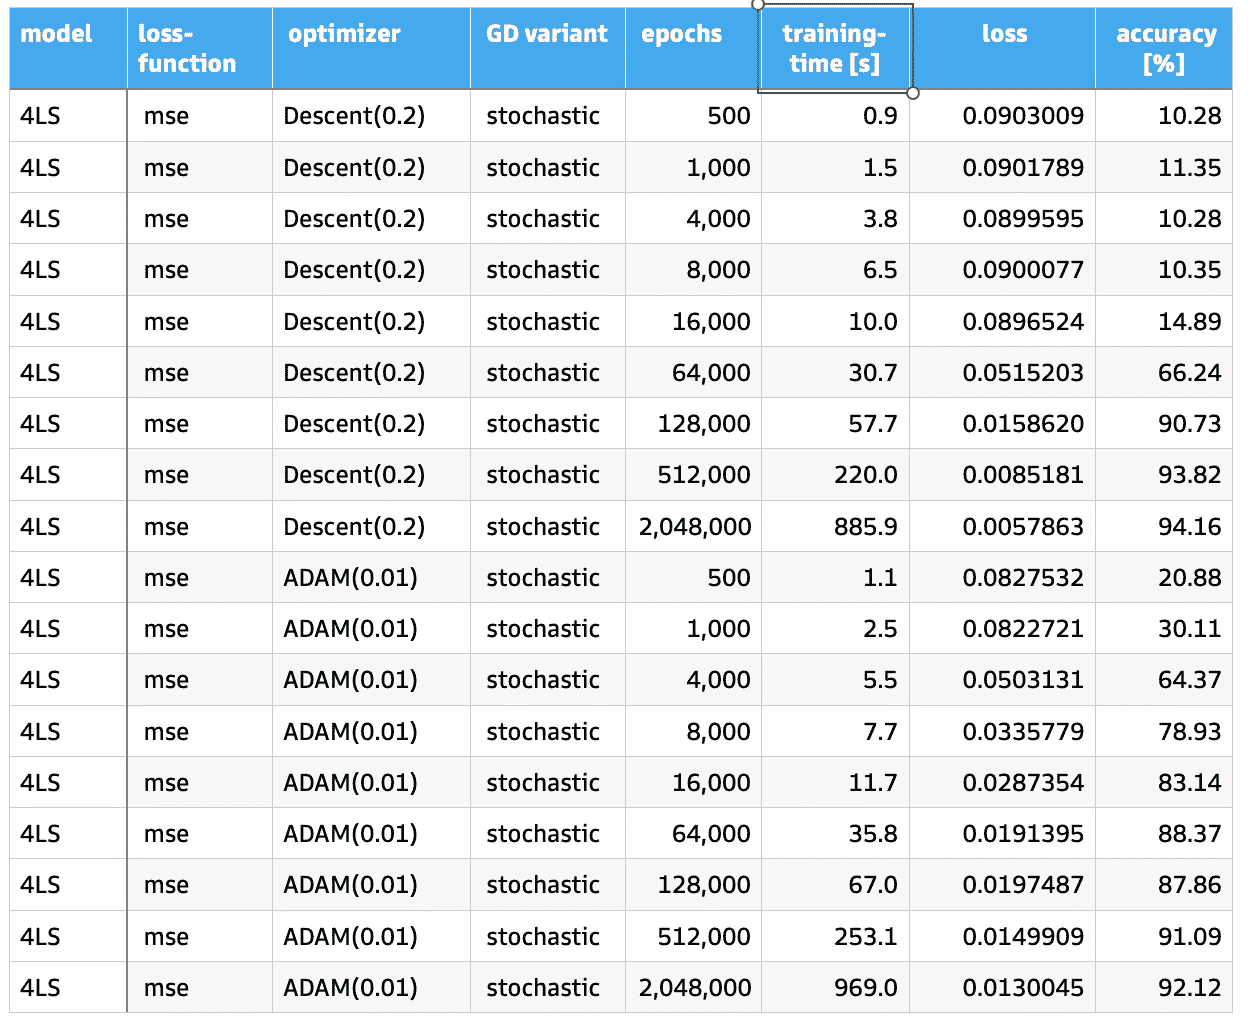 model loss-function optimizer GD variant epochs training-time [s] loss accuracy [%]
4LS mse Descent(0.2) stochastic 500 0.9 0.0903009 10.28
4LS mse Descent(0.2) stochastic 1,000 1.5 0.0901789 11.35
4LS mse Descent(0.2) stochastic 4,000 3.8 0.0899595 10.28
4LS mse Descent(0.2) stochastic 8,000 6.5 0.0900077 10.35
4LS mse Descent(0.2) stochastic 16,000 10.0 0.0896524 14.89
4LS mse Descent(0.2) stochastic 64,000 30.7 0.0515203 66.24
4LS mse Descent(0.2) stochastic 128,000 57.7 0.0158620 90.73
4LS mse Descent(0.2) stochastic 512,000 220.0 0.0085181 93.82
4LS mse Descent(0.2) stochastic 2,048,000 885.9 0.0057863 94.16
4LS mse ADAM(0.01) stochastic 500 1.1 0.0827532 20.88
4LS mse ADAM(0.01) stochastic 1,000 2.5 0.0822721 30.11
4LS mse ADAM(0.01) stochastic 4,000 5.5 0.0503131 64.37
4LS mse ADAM(0.01) stochastic 8,000 7.7 0.0335779 78.93
4LS mse ADAM(0.01) stochastic 16,000 11.7 0.0287354 83.14
4LS mse ADAM(0.01) stochastic 64,000 35.8 0.0191395 88.37
4LS mse ADAM(0.01) stochastic 128,000 67.0 0.0197487 87.86
4LS mse ADAM(0.01) stochastic 512,000 253.1 0.0149909 91.09
4LS mse ADAM(0.01) stochastic 2,048,000 969.0 0.0130045 92.12